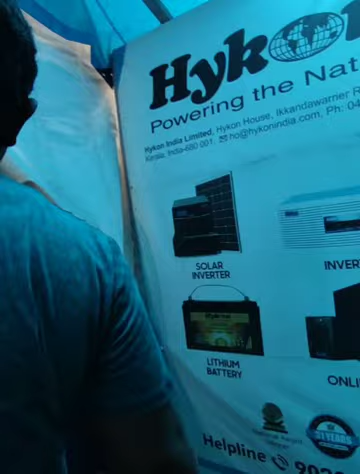 Hyk
Powering the Nat
Hykon India Limited, Hykon House, Ikkandawarrier R
Kerala, India-680 001. ho@hykonindia.com, Ph: 04
SOLAR
INVERTER
INVER
LITHIUM
BATTERY
ONLI
YEARS
Helpline